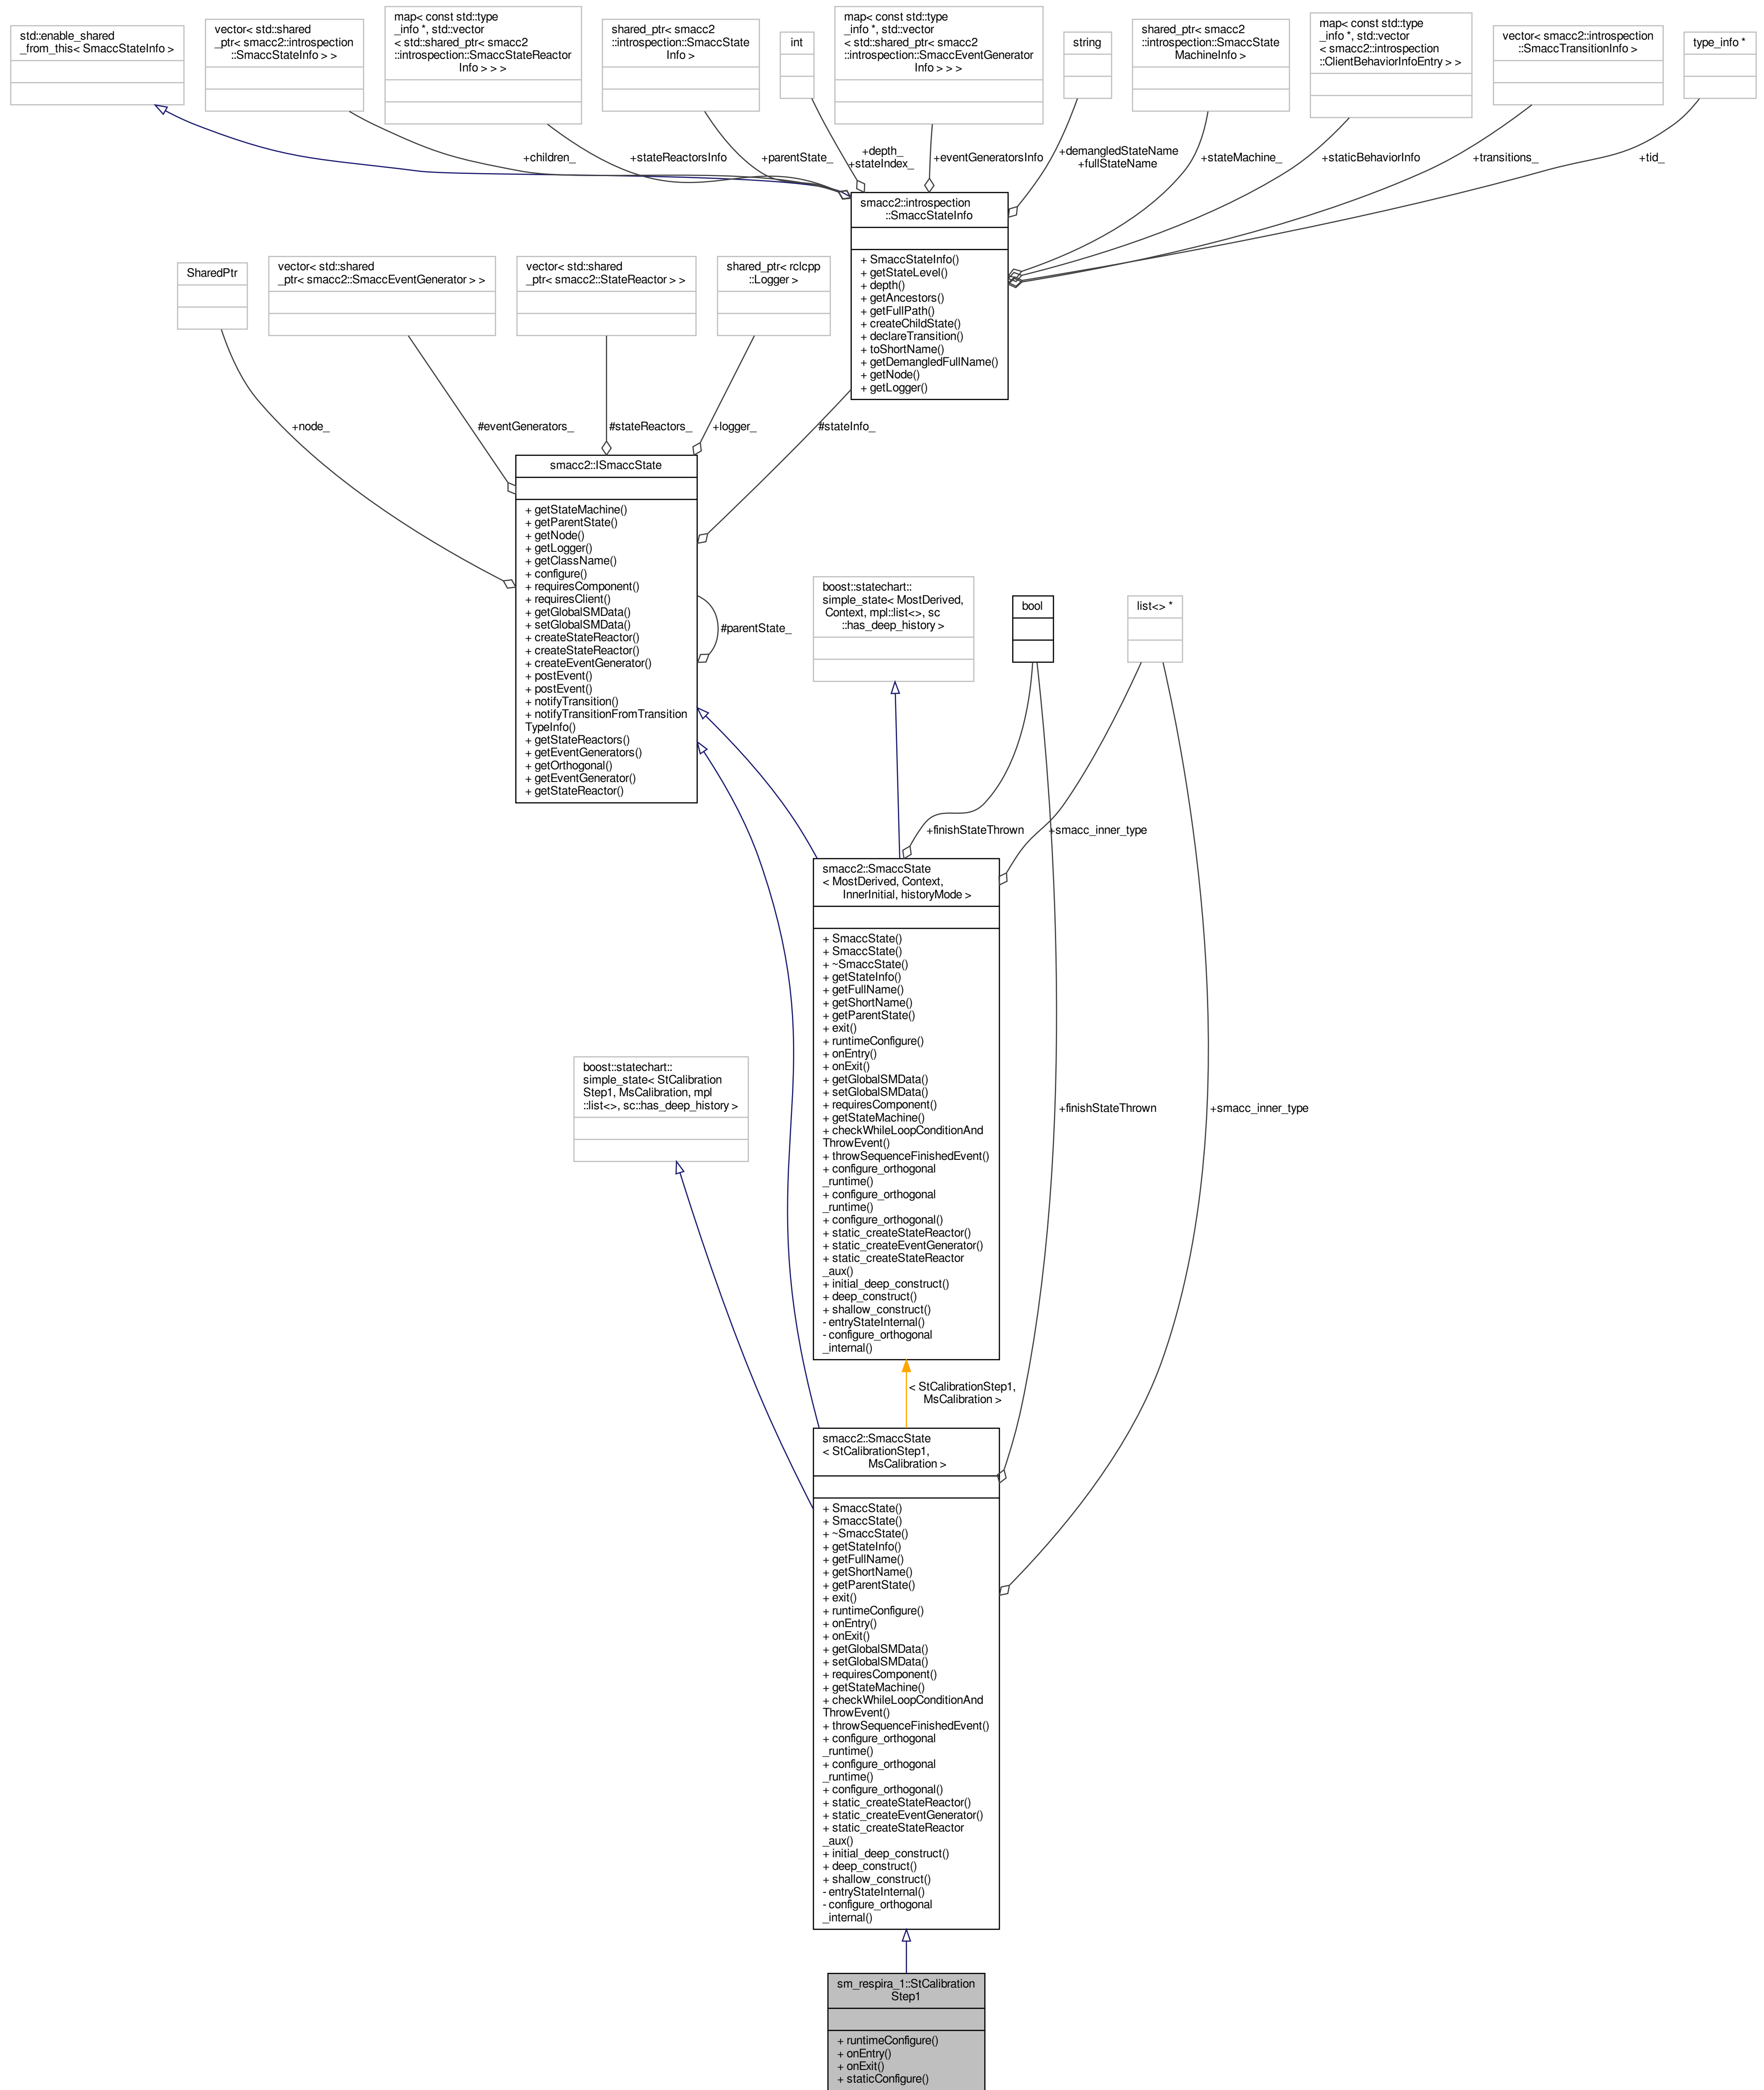 std::enable_shared
_from_this< SmaccStateInfo >
vector< std::shared
_ptr< smacc2::introspection
::SmaccStateInfo > >
map< const std::type
_info *, std::vector
< std::shared_ptr< smacc2
::introspection::SmaccStateReactor
Info > > >
shared_ptr< smacc2
::introspection::SmaccState
Info >
int
map< const std::type
_info *, std::vector
< std::shared_ptr< smacc2
::introspection::SmaccEventGenerator
Info > > >
string
shared_ptr< smacc2
::introspection::SmaccState
MachineInfo >
map< const std::type
_info *, std::vector
< smacc2::introspection
::ClientBehaviorInfoEntry > >
vector< smacc2::introspection
::SmaccTransitionInfo >
type_info *
+children_
+stateReactorsInfo
+parentState_
+depth_
+stateIndex_
+eventGeneratorsInfo
+demangledStateName
+fullStateName
+stateMachine_
+staticBehaviorInfo
+transitions_
+tid_
smacc2::introspection
::SmaccStateInfo
+ SmaccStateInfo()
+ getStateLevel()
+ depth()
+ getAncestors()
+ getFullPath()
+ createChildState()
+ declareTransition()
+ toShortName()
+ getDemangledFullName()
+ getNode()
+ getLogger()
SharedPtr
vector< std::shared
_ptr< smacc2::SmaccEventGenerator > >
vector< std::shared
_ptr< smacc2::StateReactor > >
shared_ptr< rclcpp
::Logger >
+node_
#eventGenerators_
#stateReactors_
+logger_
#stateInfo_
smacc2::ISmaccState
+ getStateMachine()
+ getParentState()
+ getNode()
+ getLogger()
+ getClassName()
+ configure()
+ requiresComponent()
+ requiresClient()
+ getGlobalSMData()
+ setGlobalSMData()
+ createStateReactor()
+ createStateReactor()
+ createEventGenerator()
+ postEvent()
+ postEvent()
+ notifyTransition()
+ notifyTransitionFromTransition
TypeInfo()
+ getStateReactors()
+ getEventGenerators()
+ getOrthogonal()
+ getEventGenerator()
+ getStateReactor()
#parentState_
boost::statechart::
simple_state< MostDerived,
Context, mpl::list<>, sc
::has_deep_history >
bool
list<> *
+finishStateThrown
+smacc_inner_type
smacc2::SmaccState
< MostDerived, Context,
InnerInitial, historyMode >
+ SmaccState()
+ SmaccState()
+ ~SmaccState()
+ getStateInfo()
+ getFullName()
+ getShortName()
+ getParentState()
+ exit()
+ runtimeConfigure()
+ onEntry()
+ onExit()
+ getGlobalSMData()
+ setGlobalSMData()
+ requiresComponent()
+ getStateMachine()
+ checkWhileLoopConditionAnd
ThrowEvent()
+ throwSequenceFinishedEvent()
+ configure_orthogonal
_runtime()
+ configure_orthogonal
_runtime()
+ configure_orthogonal()
+ static_createStateReactor()
+ static_createEventGenerator()
+ static_createStateReactor
_aux()
+ initial_deep_construct()
+ deep_construct()
+ shallow_construct()
- entryStateInternal()
- configure_orthogonal
_internal()
boost::statechart::
simple_state< StCalibration
Step1, MsCalibration, mpl
::list<>, sc::has_deep_history >
+finishStateThrown
+smacc_inner_type
< StCalibrationStep1,
MsCalibration >
smacc2::SmaccState
< StCalibrationStep1,
MsCalibration >
+ SmaccState()
+ SmaccState()
+ ~SmaccState()
+ getStateInfo()
+ getFullName()
+ getShortName()
+ getParentState()
+ exit()
+ runtimeConfigure()
+ onEntry()
+ onExit()
+ getGlobalSMData()
+ setGlobalSMData()
+ requiresComponent()
+ getStateMachine()
+ checkWhileLoopConditionAnd
ThrowEvent()
+ throwSequenceFinishedEvent()
+ configure_orthogonal
_runtime()
+ configure_orthogonal
_runtime()
+ configure_orthogonal()
+ static_createStateReactor()
+ static_createEventGenerator()
+ static_createStateReactor
_aux()
+ initial_deep_construct()
+ deep_construct()
+ shallow_construct()
- entryStateInternal()
- configure_orthogonal
_internal()
sm_respira_1::StCalibration
Step1
+ runtimeConfigure()
+ onEntry()
+ onExit()
+ staticConfigure()